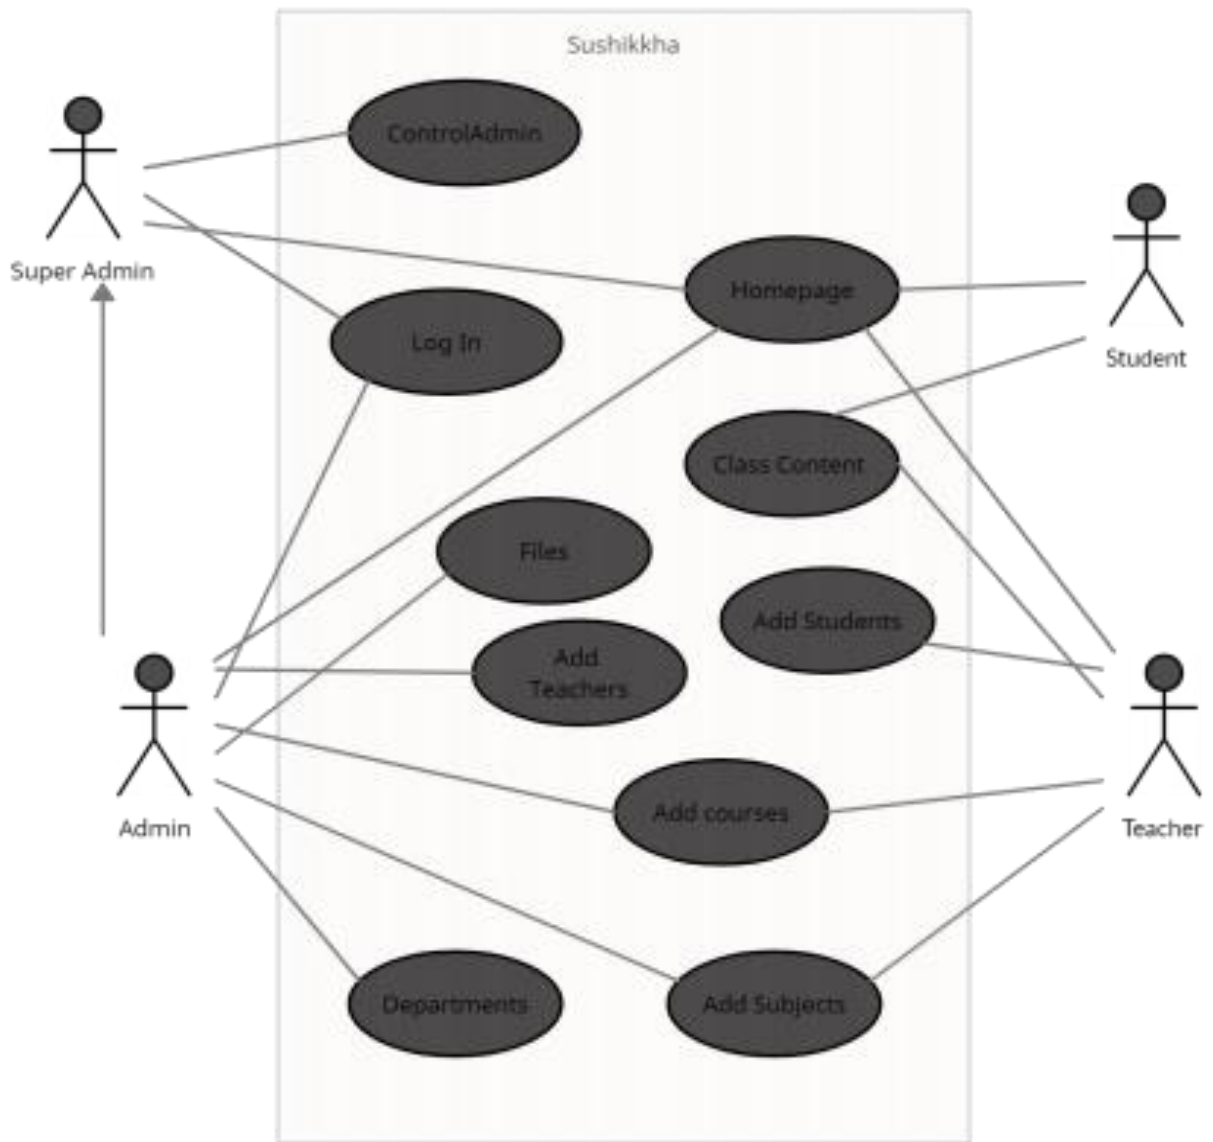 Sushikkha
ControlAdmin
Super Admin
Homepage
Log In
Student
Class Content
Files
Add Students
Add
Teachers
Add courses
Admin
Teacher
Departments
Add Subjects